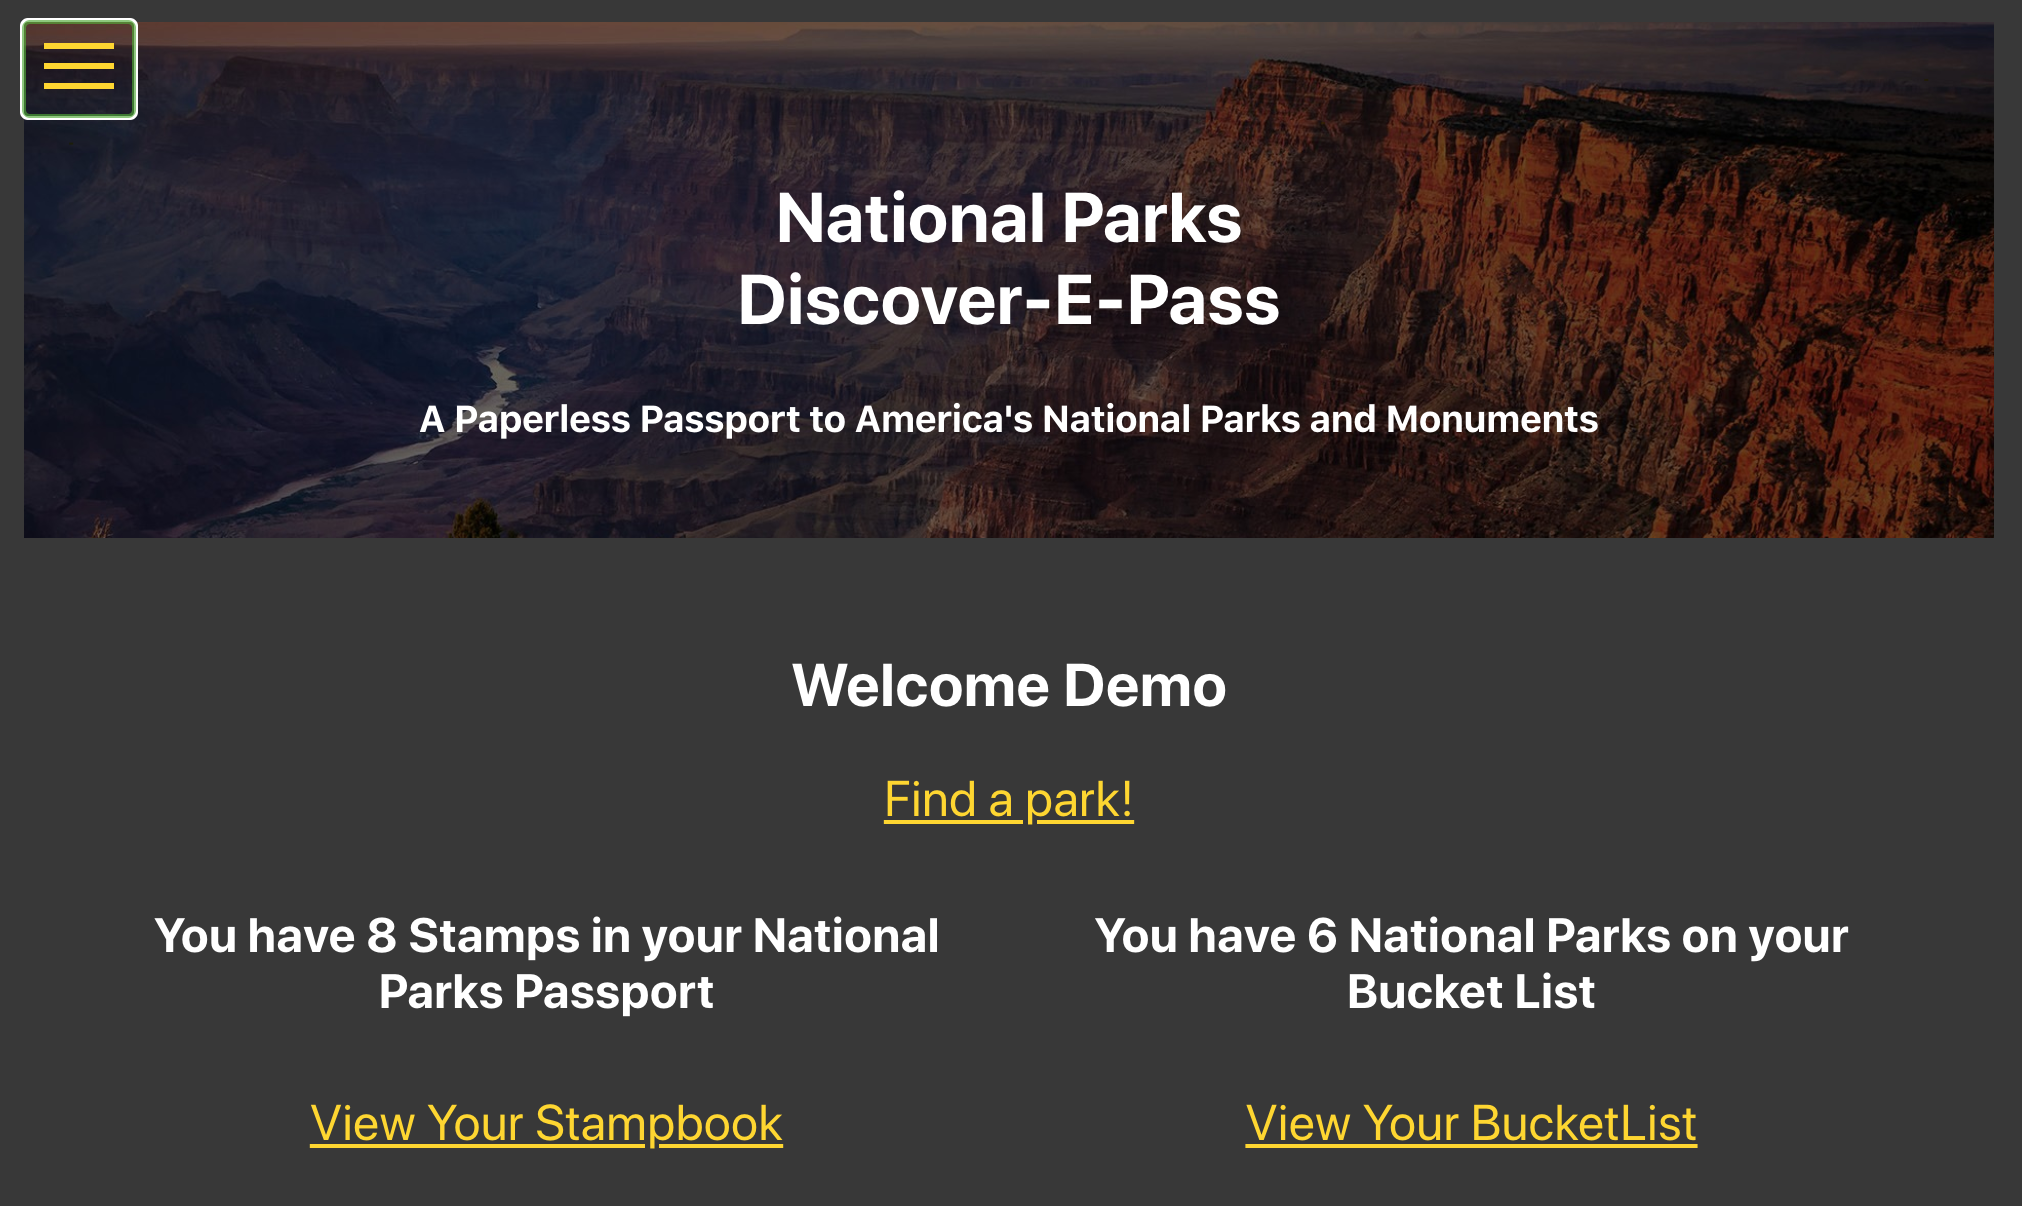 National Parks
Discover-E-Pass
A Paperless Passport to America's National Parks and Monuments
Welcome Demo
Find a park!
You have 8 Stamps in your National
Parks Passport
View Your Stampbook
You have 6 National Parks on your
Bucket List
View Your BucketList